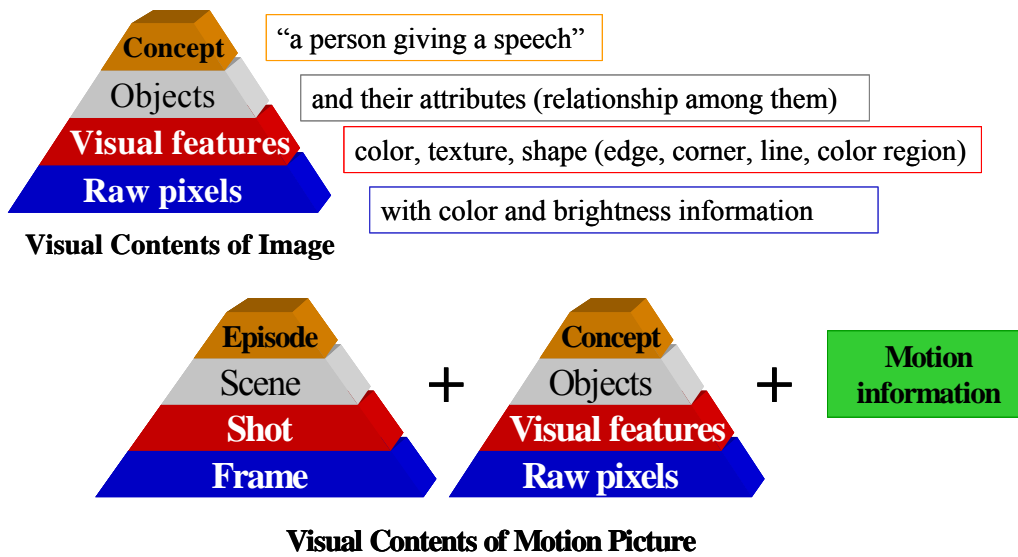 Concept
“a person giving a speech”
Objects
and their attributes (relationship among them)
Visual features
color, texture, shape (edge, corner, line, color region)
Raw pixels
with color and brightness information
Visual Contents of Image
Episode
Scene
Shot
Frame
+
Concept
Objects
Visual features
Raw pixels
+
Motion
information
Visual Contents of Motion Picture